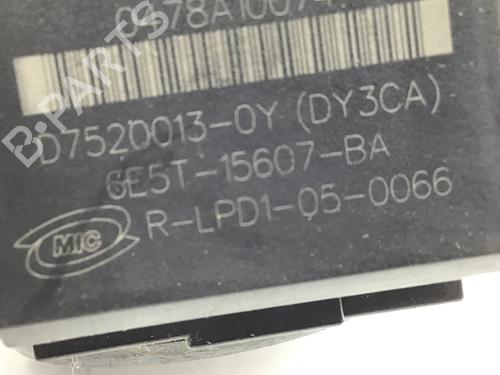 D7520013-0Y (DY3CA)
6E5T-15607-BA
MIC R-LPD1-05-0066
B-PARTS